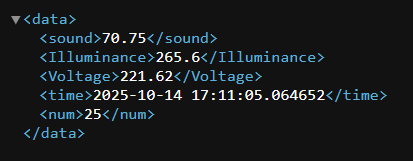 <data>
<sound>70.75</sound>
<Illuminance>265.6</Illuminance>
<Voltage>221.62</Voltage>
<time>2025-10-14 17:11:05.064652</time>
<num>25</num>
</data>